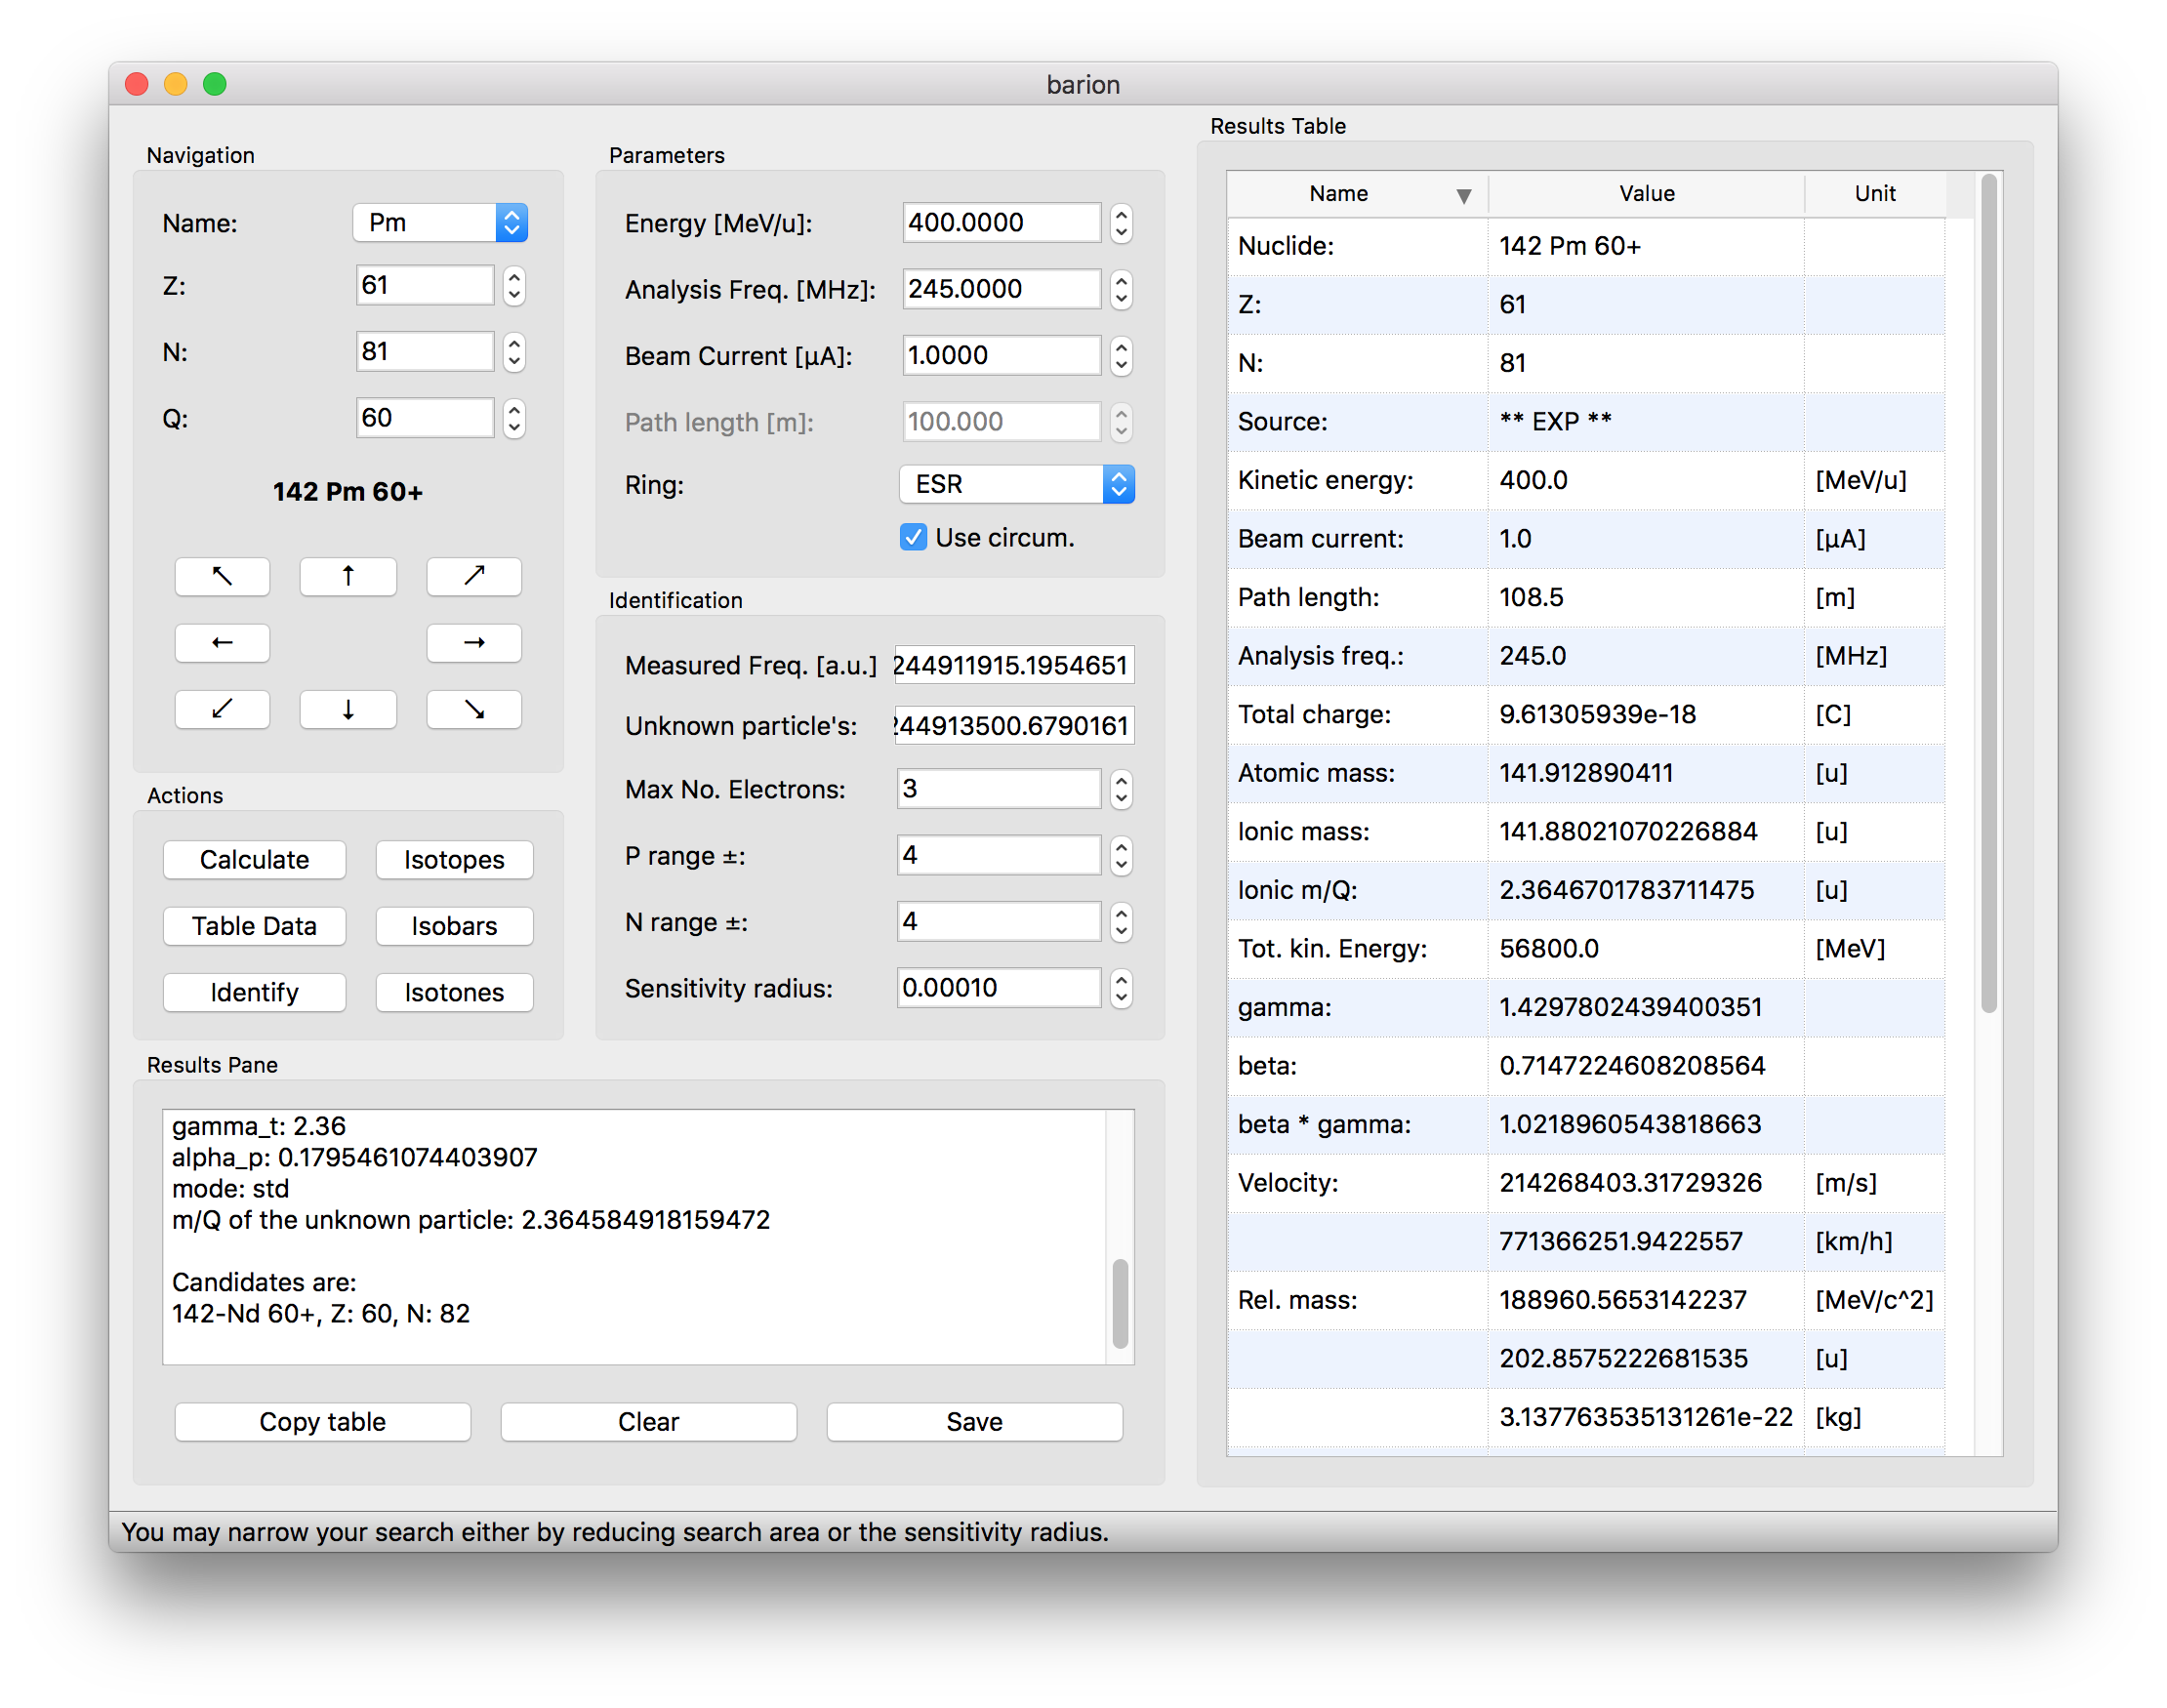 barion
Navigation
Name: Pm
Z: 61
N: 81
Q: 60
142 Pm 60+
↖ ↑ ↗
← →
↙ ↓ ↘
Actions
Calculate Isotopes
Table Data Isobars
Identify Isotones
Parameters
Energy [MeV/u]: 400.0000
Analysis Freq. [MHz]: 245.0000
Beam Current [µA]: 1.0000
Path length [m]: 100.000
Ring: ESR
Use circum.
Identification
Measured Freq. [a.u.] 244911915.1954651
Unknown particle's: 244913500.6790161
Max No. Electrons: 3
P range ±: 4
N range ±: 4
Sensitivity radius: 0.00010
Results Pane
gamma_t: 2.36
alpha_p: 0.1795461074403907
mode: std
m/Q of the unknown particle: 2.364584918159472
Candidates are:
142-Nd 60+, Z: 60, N: 82
Copy table Clear Save
Results Table
Name ▼ Value Unit
Nuclide: 142 Pm 60+
Z: 61
N: 81
Source: ** EXP **
Kinetic energy: 400.0 [MeV/u]
Beam current: 1.0 [µA]
Path length: 108.5 [m]
Analysis freq.: 245.0 [MHz]
Total charge: 9.61305939e-18 [C]
Atomic mass: 141.912890411 [u]
Ionic mass: 141.88021070226884 [u]
Ionic m/Q: 2.3646701783711475 [u]
Tot. kin. Energy: 56800.0 [MeV]
gamma: 1.4297802439400351
beta: 0.7147224608208564
beta * gamma: 1.0218960543818663
Velocity: 214268403.31729326 [m/s]
771366251.9422557 [km/h]
Rel. mass: 188960.5653142237 [MeV/c^2]
202.8575222681535 [u]
3.137763535131261e-22 [kg]
You may narrow your search either by reducing search area or the sensitivity radius.